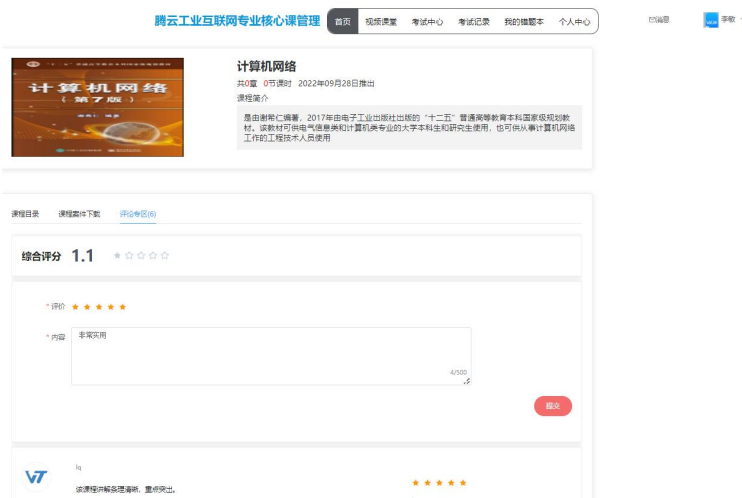 腾云工业互联网专业核心课管理 首页 视频课堂 考试中心 考试记录 我的错题本 个人中心 消息 李敏
计算机网络
(第7版)
谢希仁 编著
计算机网络
共0章 0节课时 2022年09月28日推出
课程简介
是由谢希仁编著，2017年由电子工业出版社出版的“十二五”普通高等教育本科国家级规划教
材。该教材可供电气信息类和计算机类专业的大学本科生和研究生使用，也可供从事计算机网络
工作的工程技术人员使用
课程目录 课程案件下载 评论专区(6)
综合评分 1.1
* 评价
* 内容 非常实用
4/500
提交
lq
该课程讲解条理清晰、重点突出。